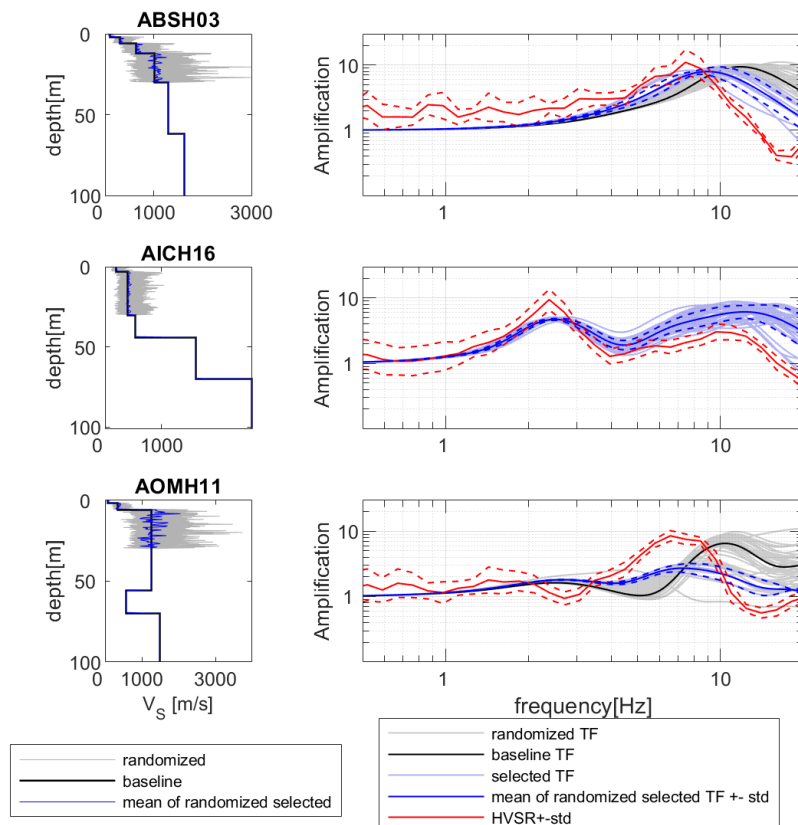 ABSH03
0
50
100
depth[m]
0 1000 3000
10
1
Amplification
1 10
AICH16
0
50
100
depth[m]
0 1000
10
1
Amplification
1 10
AOMH11
0
50
100
depth[m]
0 1000 3000
V_S [m/s]
10
1
Amplification
1 10
frequency[Hz]
randomized
baseline
mean of randomized selected
randomized TF
baseline TF
selected TF
mean of randomized selected TF +- std
HVSR+-std